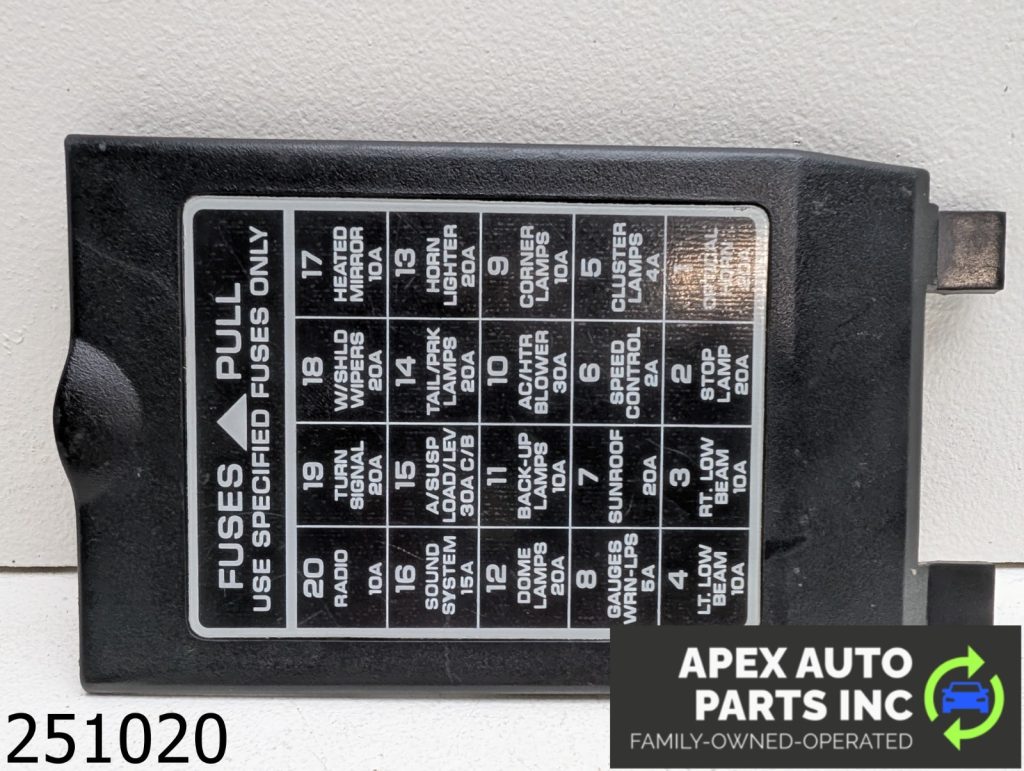 FUSES ▲ PULL
USE SPECIFIED FUSES ONLY
20
RADIO
10A
19
TURN
SIGNAL
20A
18
W/SHLD
WIPERS
20A
17
HEATED
MIRROR
10A
16
SOUND
SYSTEM
15A
15
A/SUSP
LOAD/LEV
30A C/B
14
TAIL/PRK
LAMPS
20A
13
HORN
LIGHTER
20A
12
DOME
LAMPS
20A
11
BACK-UP
LAMPS
10A
10
AC/HTR
BLOWER
30A
9
CORNER
LAMPS
10A
8
GAUGES
WRN-LPS
5A
7
SUNROOF
20A
6
SPEED
CONTROL
2A
5
CLUSTER
LAMPS
4A
4
LT. LOW
BEAM
10A
3
RT. LOW
BEAM
10A
2
STOP
LAMP
20A
1
OPTICAL
HORN
20A
251020
APEX AUTO
PARTS INC
FAMILY-OWNED-OPERATED